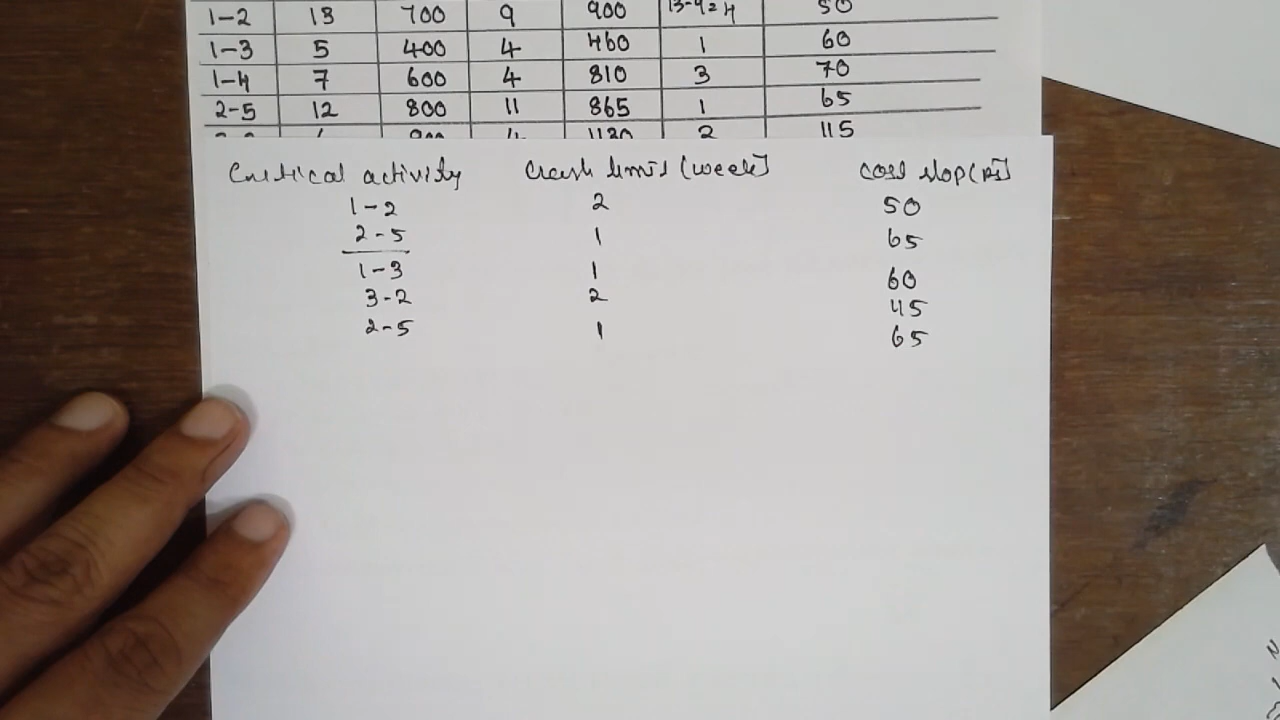 1-2 13 700 9 900 13-9=4 50
1-3 5 400 4 460 1 60
1-4 7 600 4 810 3 70
2-5 12 800 11 865 1 65
2 115
Critical activity Crash limit (week) cost slop(Rs)
1-2 2 50
2-5 1 65
1-3 1 60
3-2 2 45
2-5 1 65